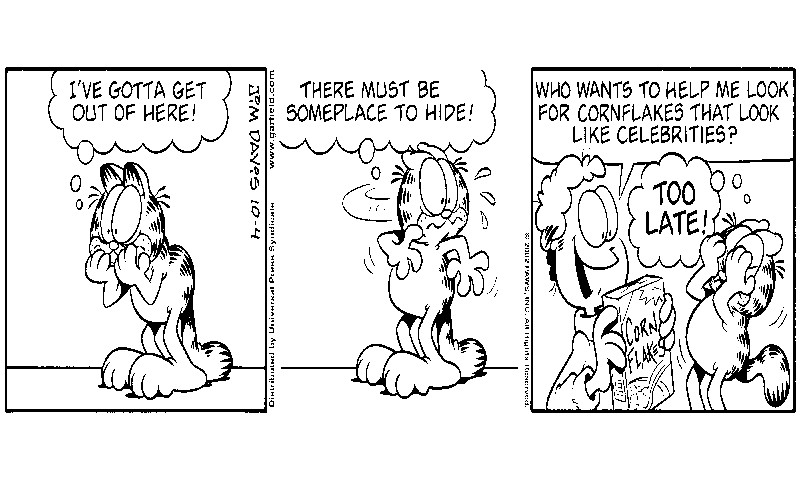 I'VE GOTTA GET
OUT OF HERE!
JIM DAVIS 10-4
www.garfield.com
Distributed by Universal Press Syndicate
THERE MUST BE
SOMEPLACE TO HIDE!
WHO WANTS TO HELP ME LOOK
FOR CORNFLAKES THAT LOOK
LIKE CELEBRITIES?
TOO
LATE!
CORN
FLAKES